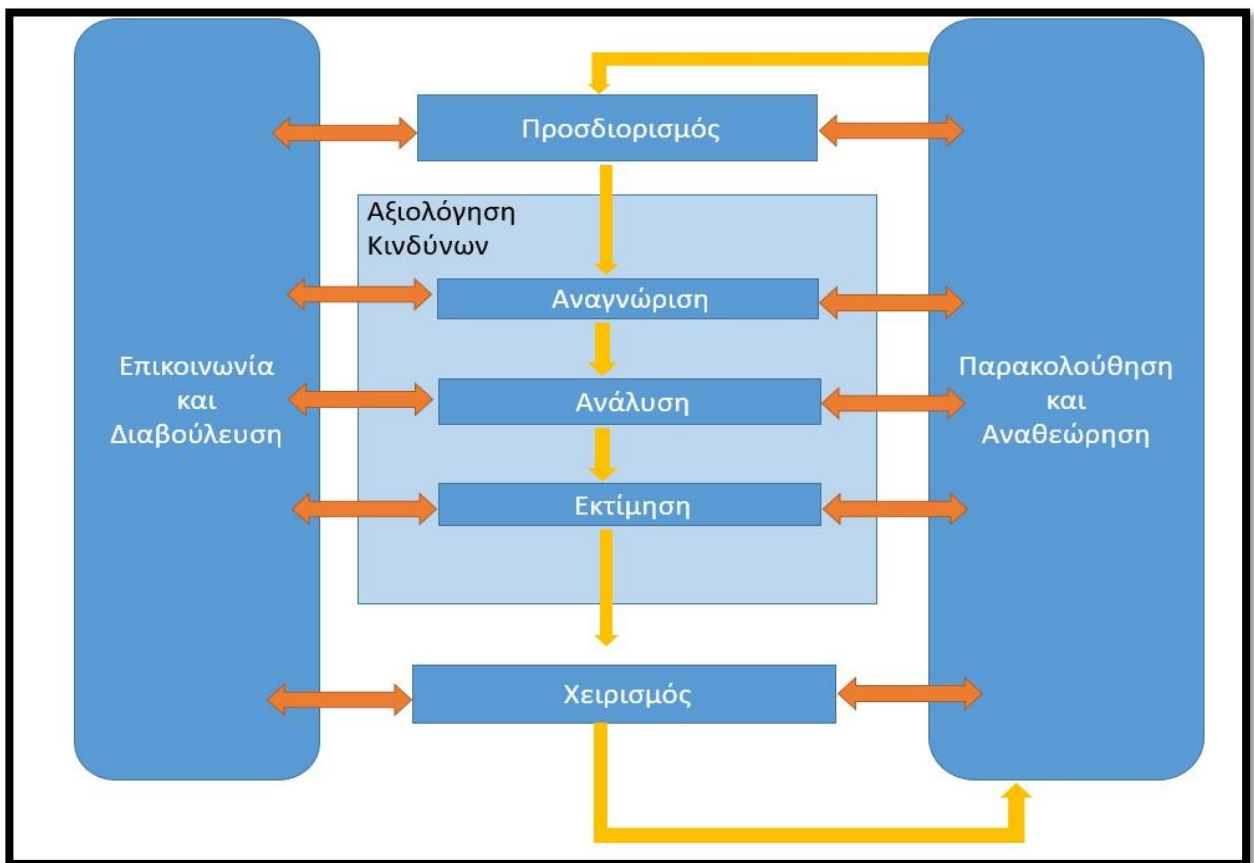 Προσδιορισμός
Αξιολόγηση
Κινδύνων
Αναγνώριση
Επικοινωνία
και
Διαβούλευση
Ανάλυση
Παρακολούθηση
και
Αναθεώρηση
Εκτίμηση
Χειρισμός